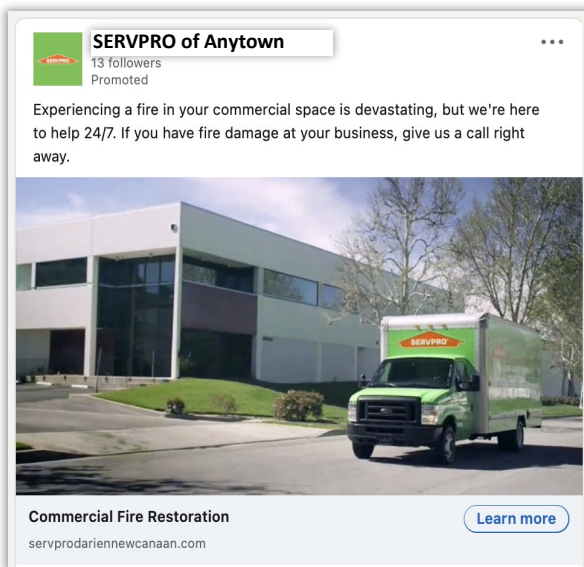 SERVPRO of Anytown
SERVPRO
13 followers
Promoted
Experiencing a fire in your commercial space is devastating, but we're here
to help 24/7. If you have fire damage at your business, give us a call right
away.
SERVPRO
Commercial Fire Restoration
Learn more
servprodariennewcanaan.com